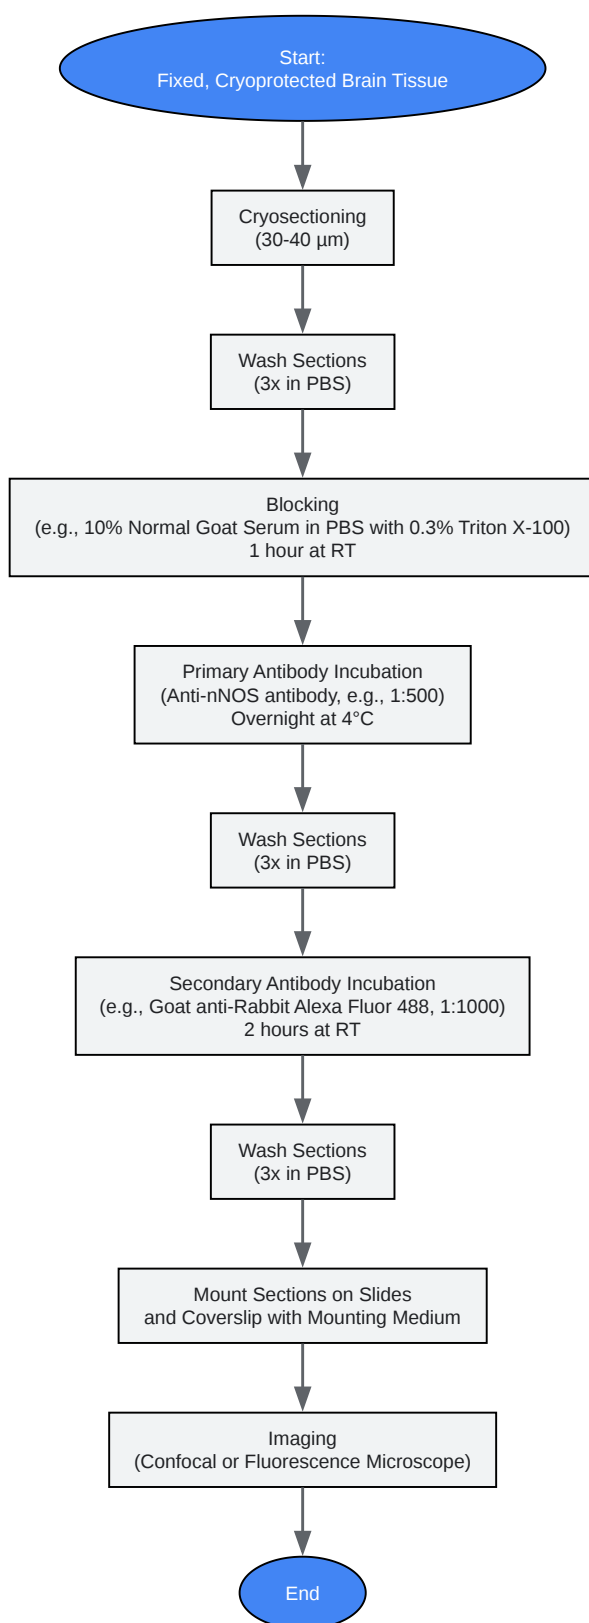 Start:
Fixed, Cryoprotected Brain Tissue
Cryosectioning
(30-40 µm)
Wash Sections
(3x in PBS)
Blocking
(e.g., 10% Normal Goat Serum in PBS with 0.3% Triton X-100)
1 hour at RT
Primary Antibody Incubation
(Anti-nNOS antibody, e.g., 1:500)
Overnight at 4°C
Wash Sections
(3x in PBS)
Secondary Antibody Incubation
(e.g., Goat anti-Rabbit Alexa Fluor 488, 1:1000)
2 hours at RT
Wash Sections
(3x in PBS)
Mount Sections on Slides
and Coverslip with Mounting Medium
Imaging
(Confocal or Fluorescence Microscope)
End